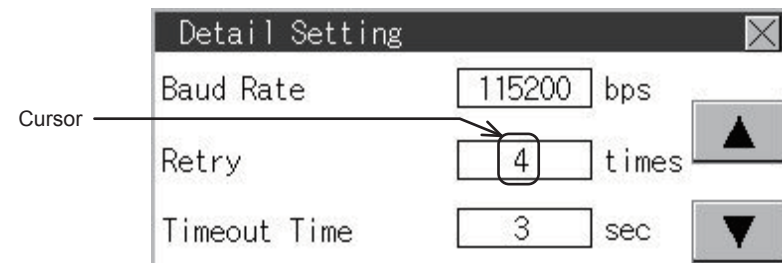 Detail Setting
Baud Rate 115200 bps
Cursor
Retry 4 times
Timeout Time 3 sec